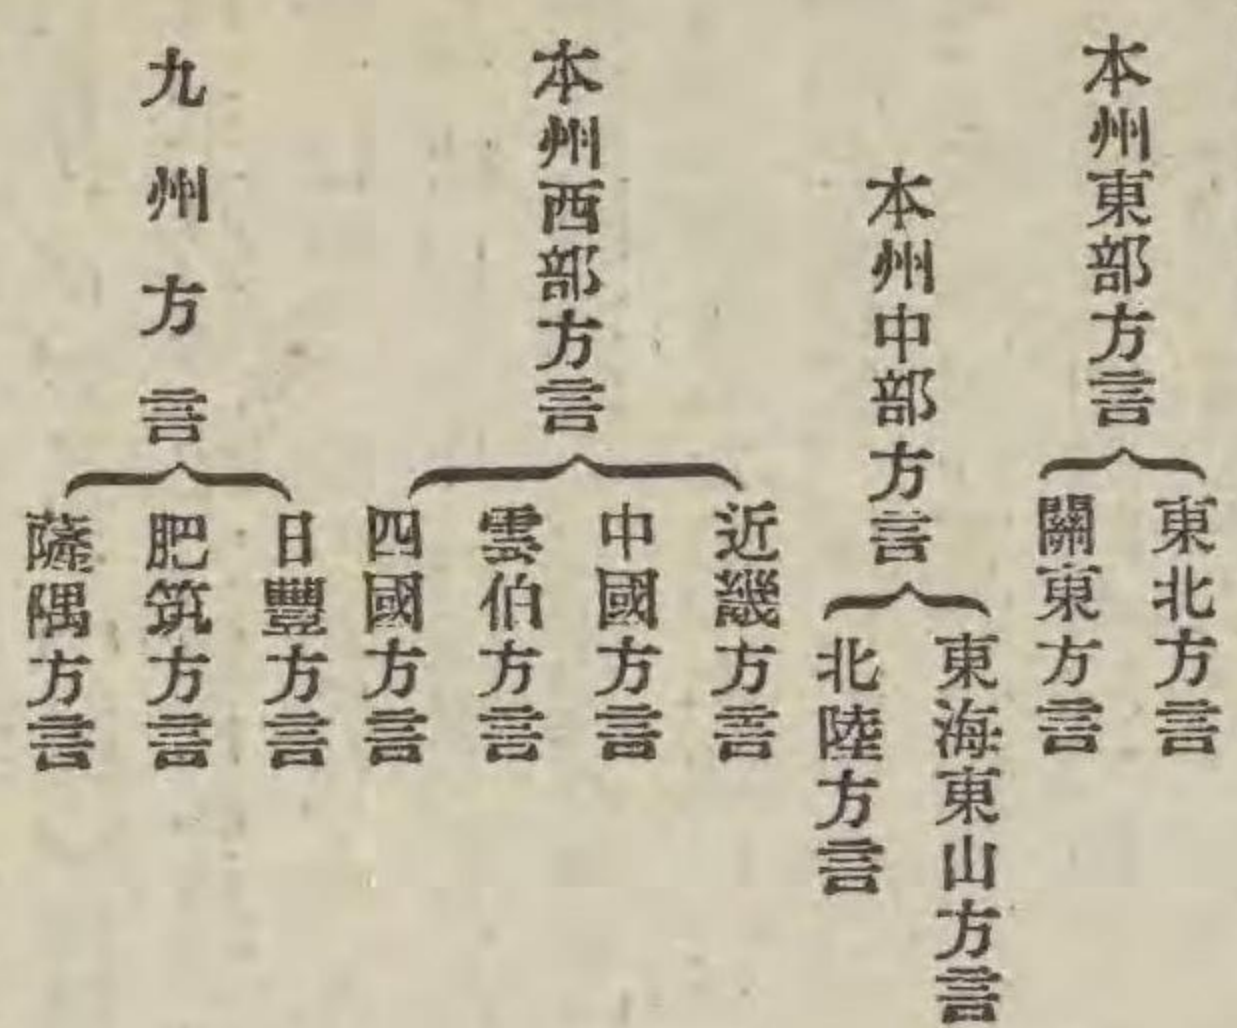 本州東部方言
東北方言
關東方言
本州中部方言
東海東山方言
北陸方言
本州西部方言
近畿方言
中國方言
雲伯方言
四國方言
九州方言
日豐方言
肥筑方言
薩隅方言